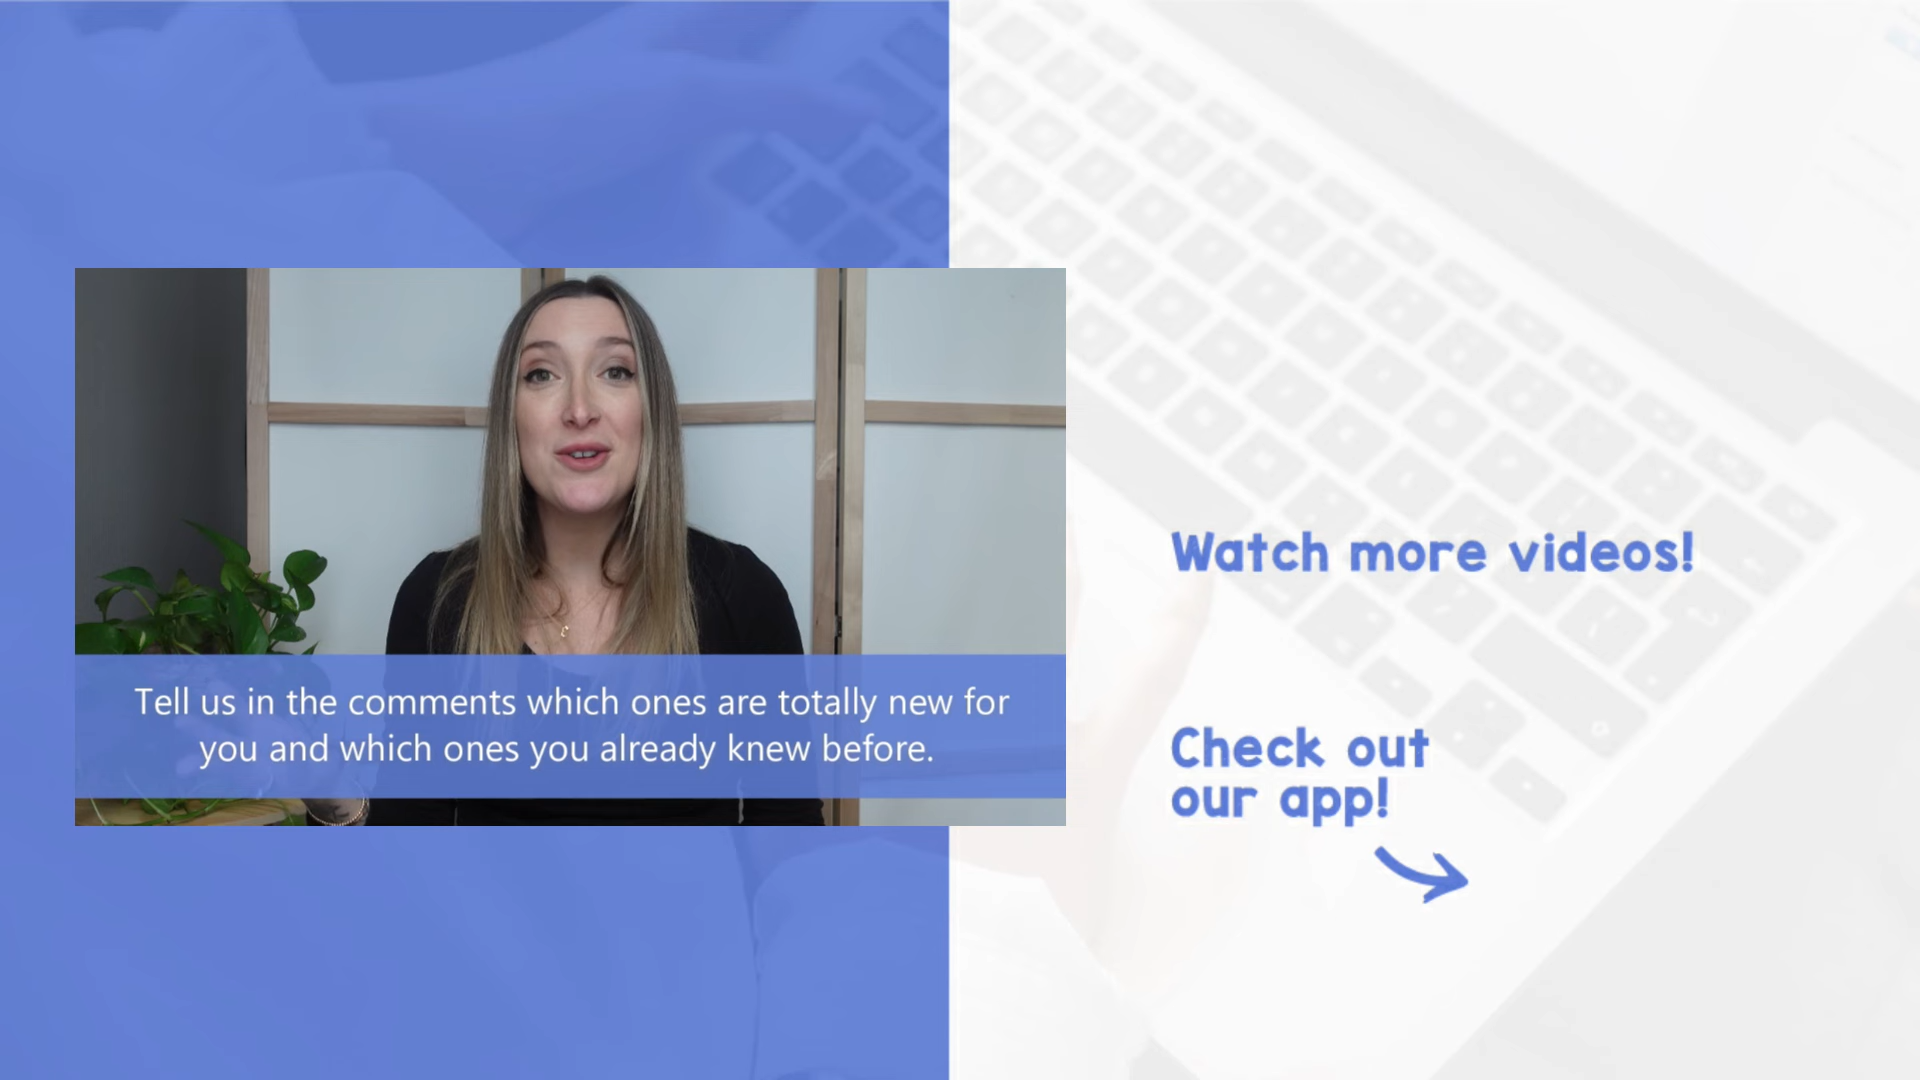 Tell us in the comments which ones are totally new for
you and which ones you already knew before.
Watch more videos!
Check out
our app!